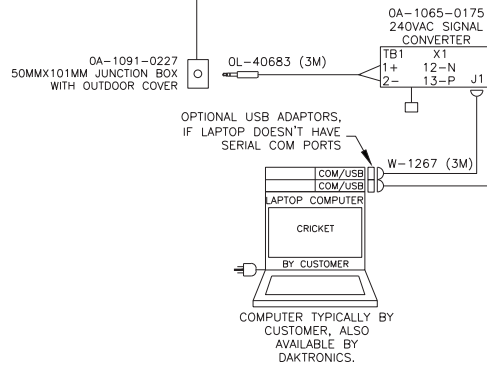 0A-1065-0175
240VAC SIGNAL
CONVERTER
TB1 X1
1+ 12-N
2- 13-P J1
0A-1091-0227
50MMX101MM JUNCTION BOX
WITH OUTDOOR COVER
0L-40683 (3M)
OPTIONAL USB ADAPTORS,
IF LAPTOP DOESN'T HAVE
SERIAL COM PORTS
W-1267 (3M)
COM/USB
COM/USB
LAPTOP COMPUTER
CRICKET
BY CUSTOMER
COMPUTER TYPICALLY BY
CUSTOMER, ALSO
AVAILABLE BY
DAKTRONICS.